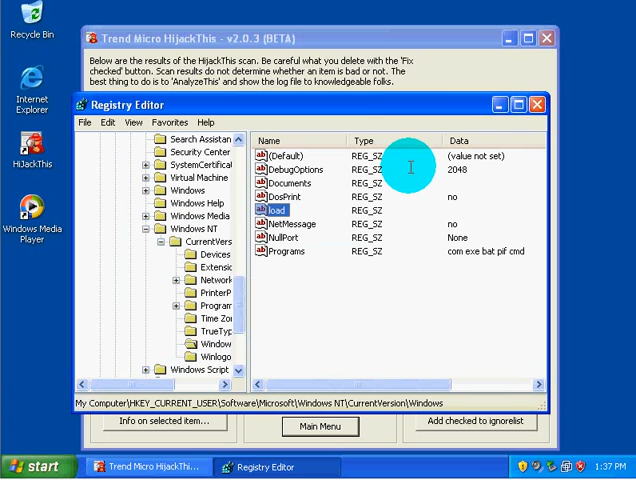 Recycle Bin
Internet
Explorer
HiJackThis
Windows Media
Player
Trend Micro HijackThis - v2.0.3 (BETA)
Below are the results of the HijackThis scan. Be careful what you delete with the 'Fix
checked' button. Scan results do not determine whether an item is bad or not. The
best thing to do is to 'AnalyzeThis' and show the log file to knowledgeable folks.
Registry Editor
File Edit View Favorites Help
Search Assistan
Security Center
SystemCertifica
Virtual Machine
Windows
Windows Help
Windows Media
Windows NT
CurrentVersi
Devices
Extensio
Network
PrinterP
Program
Time Zo
TrueTyp
Window
Winlogo
Windows Script
Name Type Data
(Default) REG_SZ (value not set)
DebugOptions REG_SZ 2048
Documents REG_SZ
DosPrint REG_SZ no
load REG_SZ
NetMessage REG_SZ no
NullPort REG_SZ None
Programs REG_SZ com exe bat pif cmd
My Computer\HKEY_CURRENT_USER\Software\Microsoft\Windows NT\CurrentVersion\Windows
Info on selected item...
Main Menu
Add checked to ignorelist
start
Trend Micro HijackThi...
Registry Editor
1:37 PM